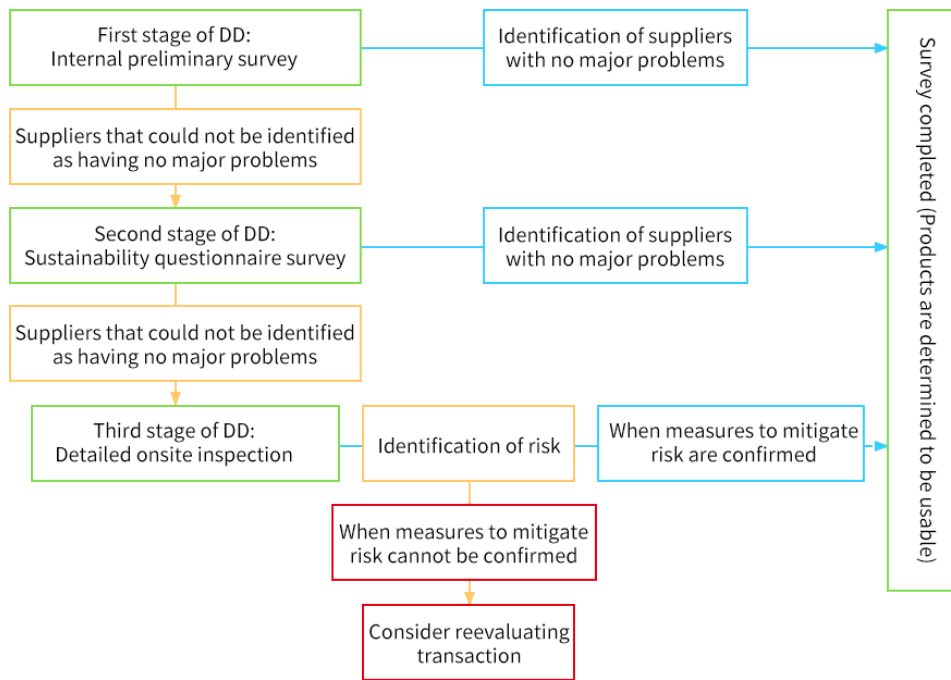 First stage of DD:
Internal preliminary survey
Identification of suppliers
with no major problems
Suppliers that could not be identified
as having no major problems
Second stage of DD:
Sustainability questionnaire survey
Identification of suppliers
with no major problems
Suppliers that could not be identified
as having no major problems
Third stage of DD:
Detailed onsite inspection
Identification of risk
When measures to mitigate
risk are confirmed
When measures to mitigate
risk cannot be confirmed
Consider reevaluating
transaction
Survey completed (Products are determined to be usable)